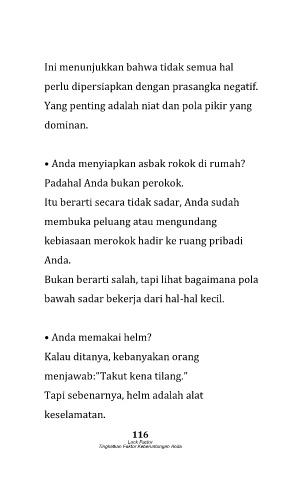 Ini menunjukkan bahwa tidak semua hal
perlu dipersiapkan dengan prasangka negatif.
Yang penting adalah niat dan pola pikir yang
dominan.
• Anda menyiapkan asbak rokok di rumah?
Padahal Anda bukan perokok.
Itu berarti secara tidak sadar, Anda sudah
membuka peluang atau mengundang
kebiasaan merokok hadir ke ruang pribadi
Anda.
Bukan berarti salah, tapi lihat bagaimana pola
bawah sadar bekerja dari hal-hal kecil.
• Anda memakai helm?
Kalau ditanya, kebanyakan orang
menjawab:"Takut kena tilang."
Tapi sebenarnya, helm adalah alat
keselamatan.
116
Luck Factor
Tingkatkan Faktor Keberuntungan Anda